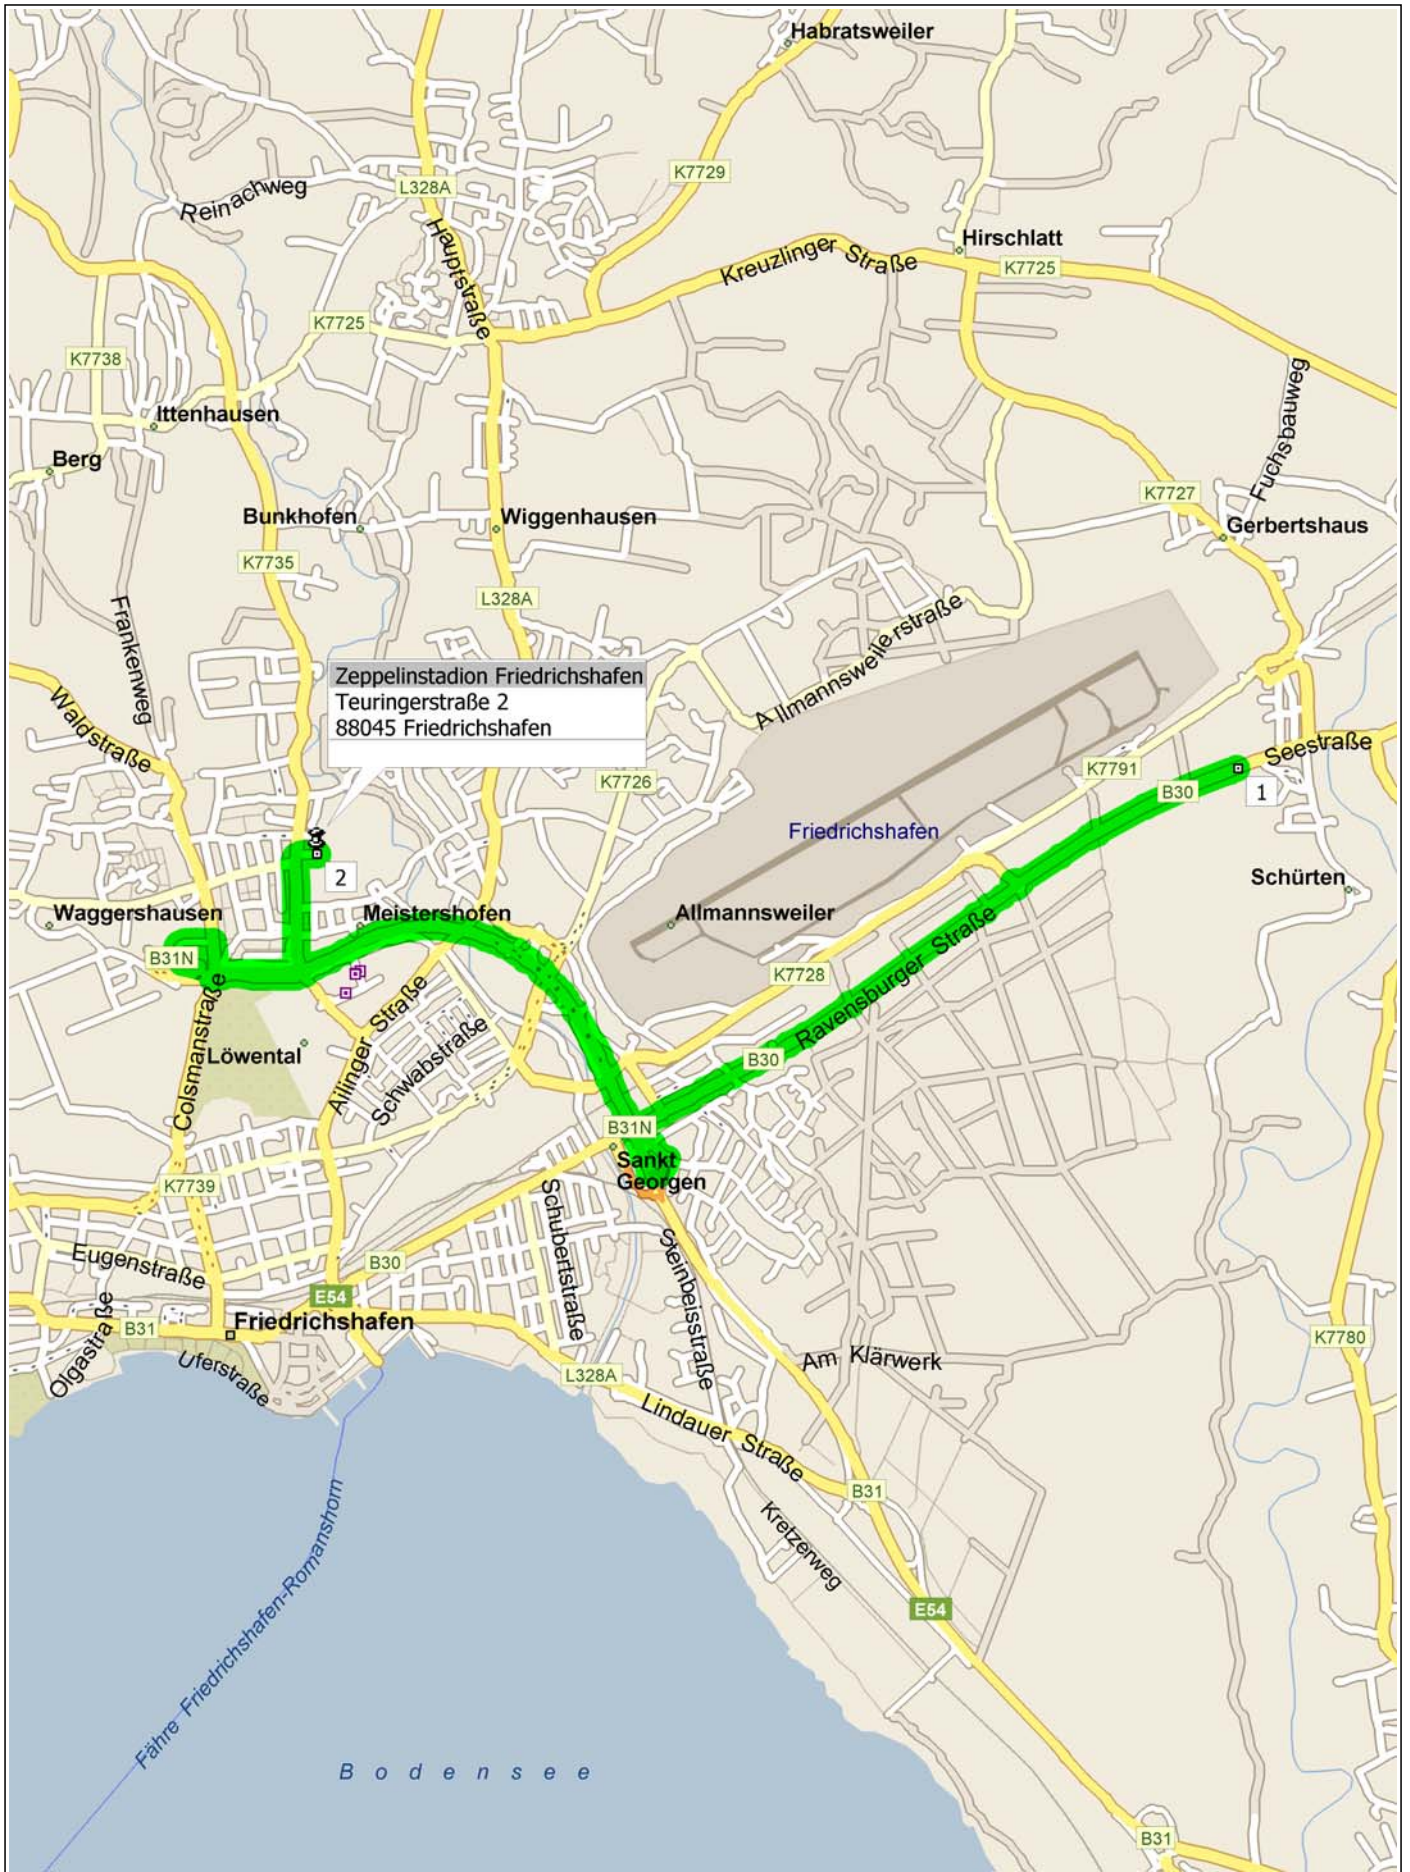 Habratsweiler
K7729
Reinachweg
L328A
Hauptstraße
Hirschlatt
Kreuzlinger Straße
K7725
K7725
K7738
Fuchsbauweg
Ittenhausen
Berg
K7727
Bunkhofen
Wiggenhausen
Gerbertshaus
K7735
L328A
Frankenweg
Allmannsweilerstraße
Zeppelinstadion Friedrichshafen
Teuringerstraße 2
88045 Friedrichshafen
Waldstraße
Seestraße
K7726
K7791
B30
1
Friedrichshafen
2
Schürten
Waggershausen
Meistershofen
Allmannsweiler
B31N
K7728
Ravensburger Straße
Löwental
Colsmanstraße
Ailinger Straße
Schwabstraße
B30
B31N
Sankt
Georgen
K7739
Schubertstraße
Steinbeisstraße
Eugenstraße
B30
E54
Friedrichshafen
B31
Olgastraße
Uferstraße
K7780
Am Klärwerk
L328A
Lindauer Straße
B31
Kretzerweg
Fähre Friedrichshafen-Romanshorn
E54
Bodensee
B31